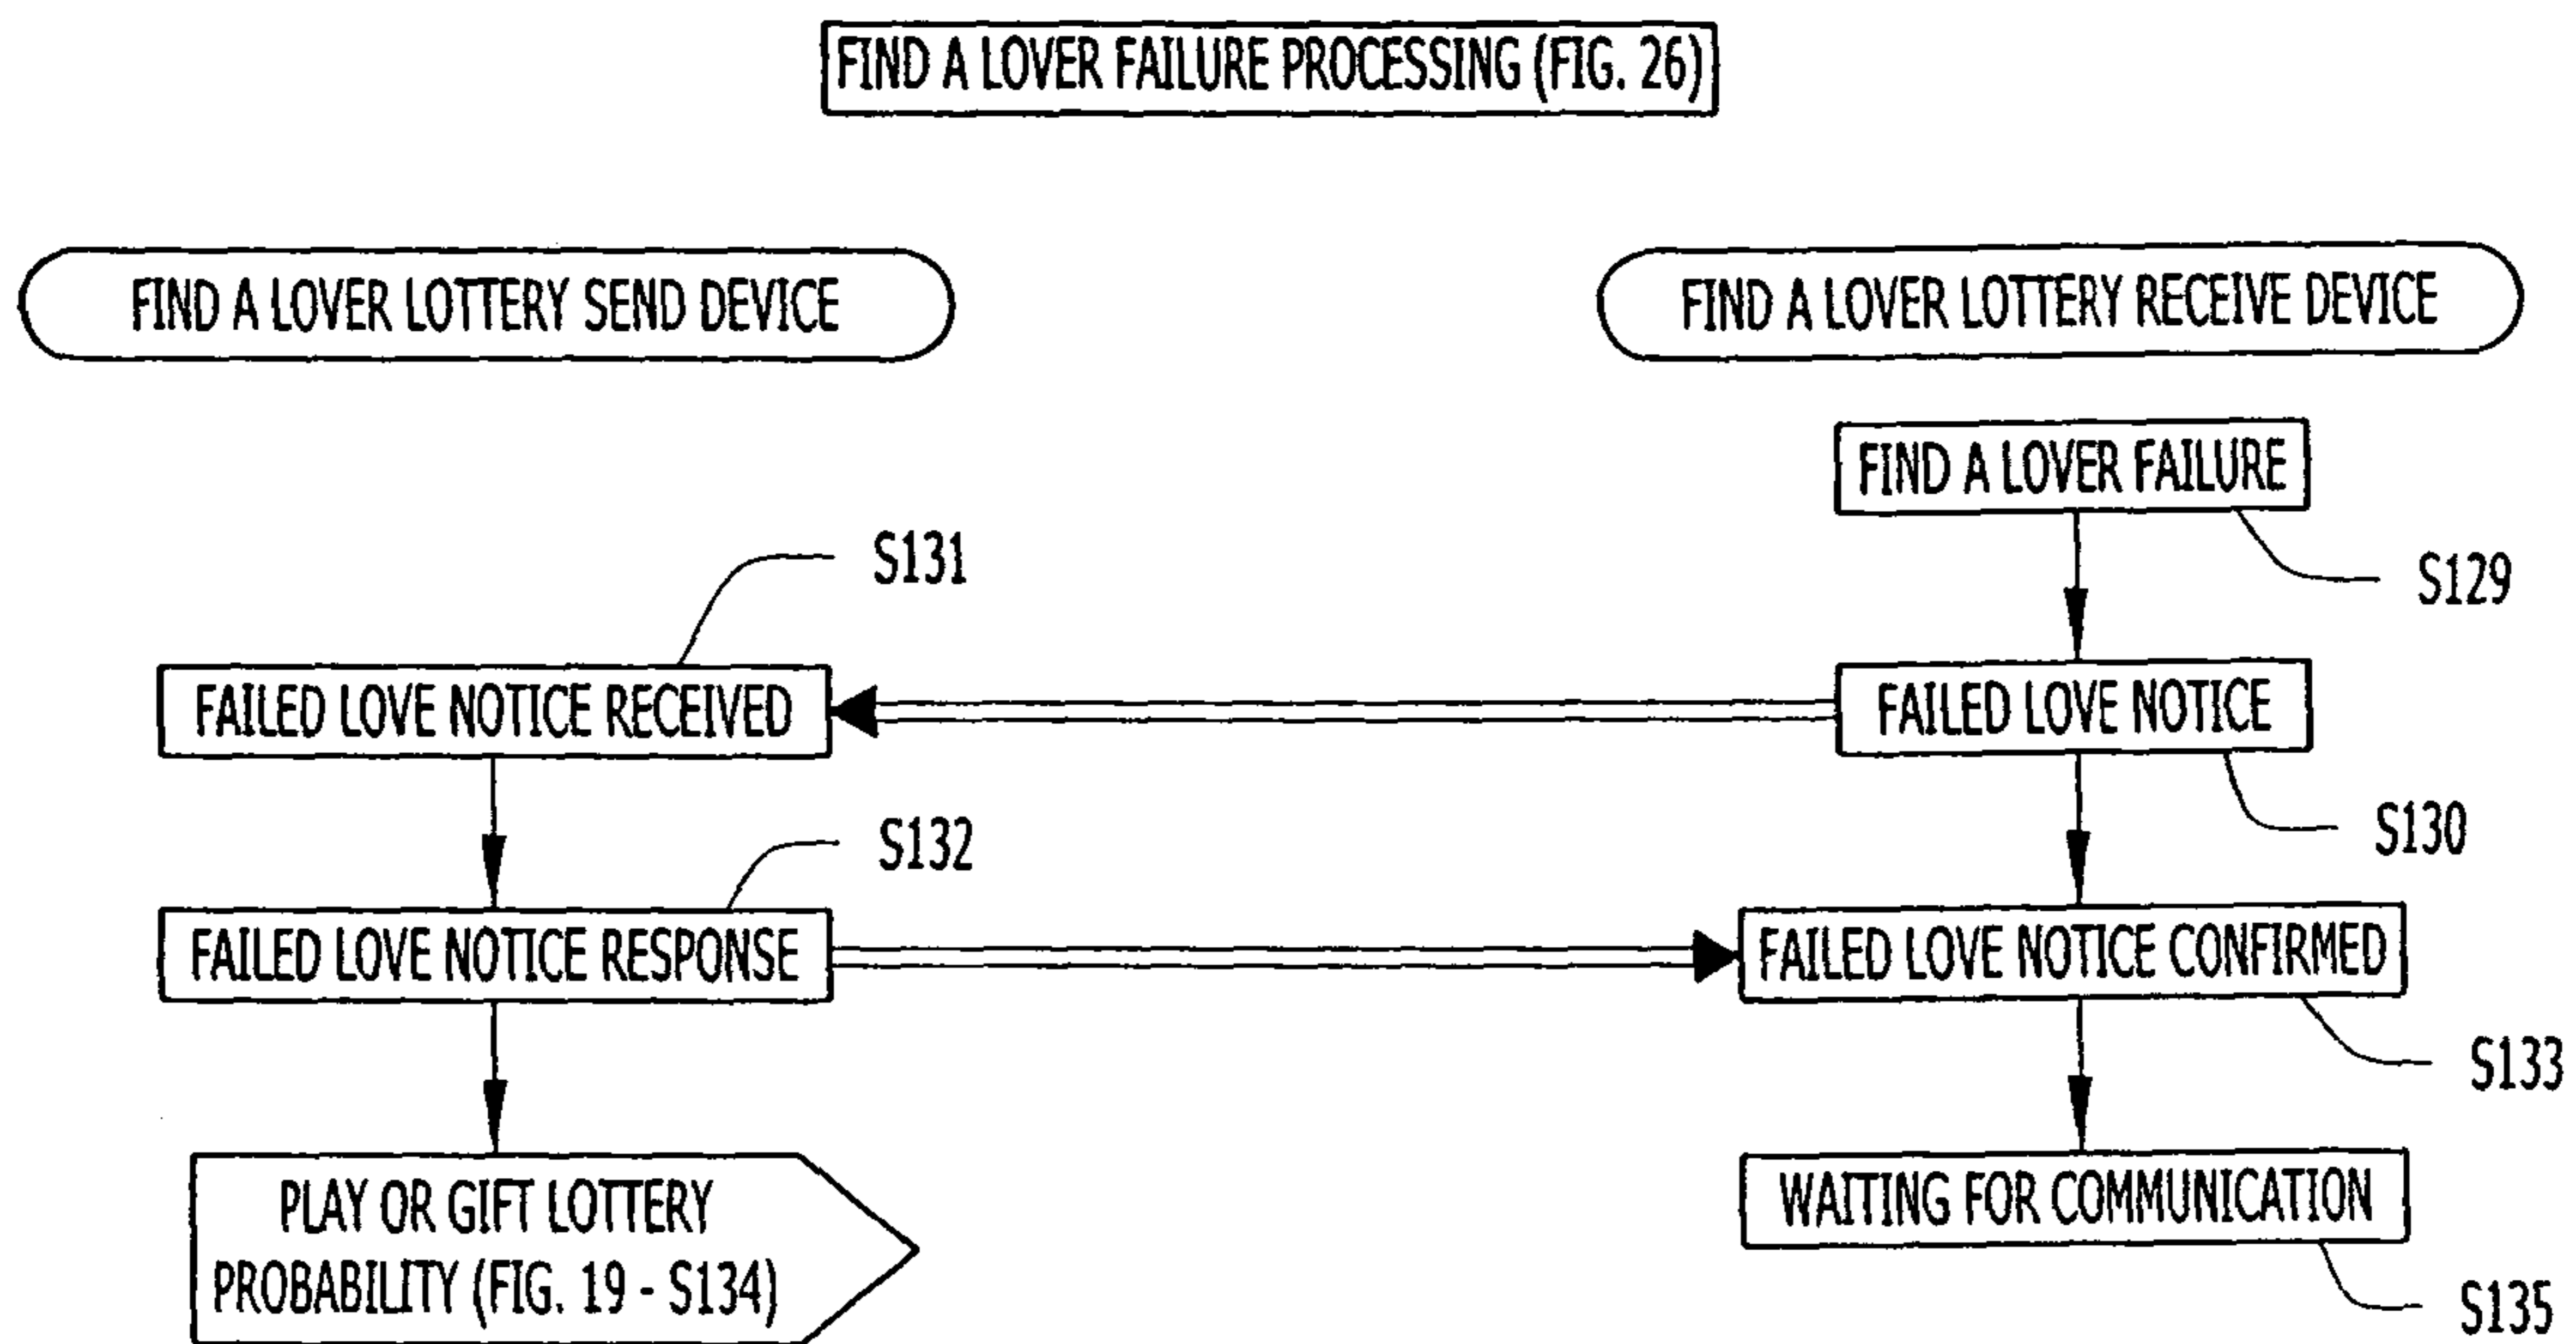 FIND A LOVER FAILURE PROCESSING (FIG. 26)
FIND A LOVER LOTTERY SEND DEVICE
FIND A LOVER LOTTERY RECEIVE DEVICE
FIND A LOVER FAILURE
S131
S129
FAILED LOVE NOTICE RECEIVED
FAILED LOVE NOTICE
S132
S130
FAILED LOVE NOTICE RESPONSE
FAILED LOVE NOTICE CONFIRMED
S133
PLAY OR GIFT LOTTERY
PROBABILITY (FIG. 19 - S134)
WAITING FOR COMMUNICATION
S135